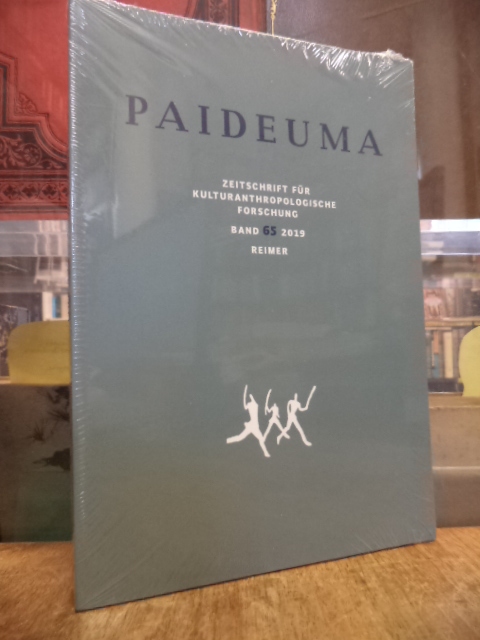 PAIDEUMA
ZEITSCHRIFT FÜR
KULTURANTHROPOLOGISCHE
FORSCHUNG
BAND 65 2019
REIMER